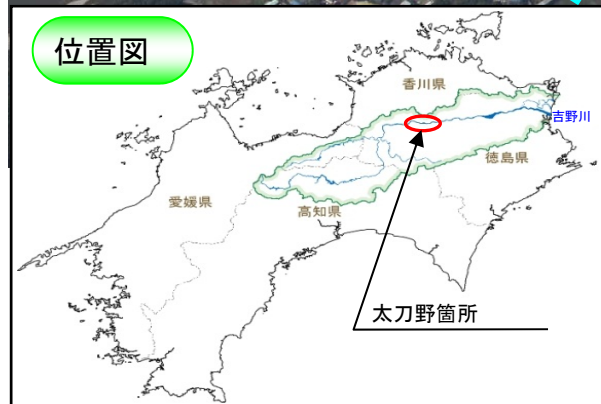 位置図
香川県
吉野川
徳島県
愛媛県
高知県
太刀野箇所